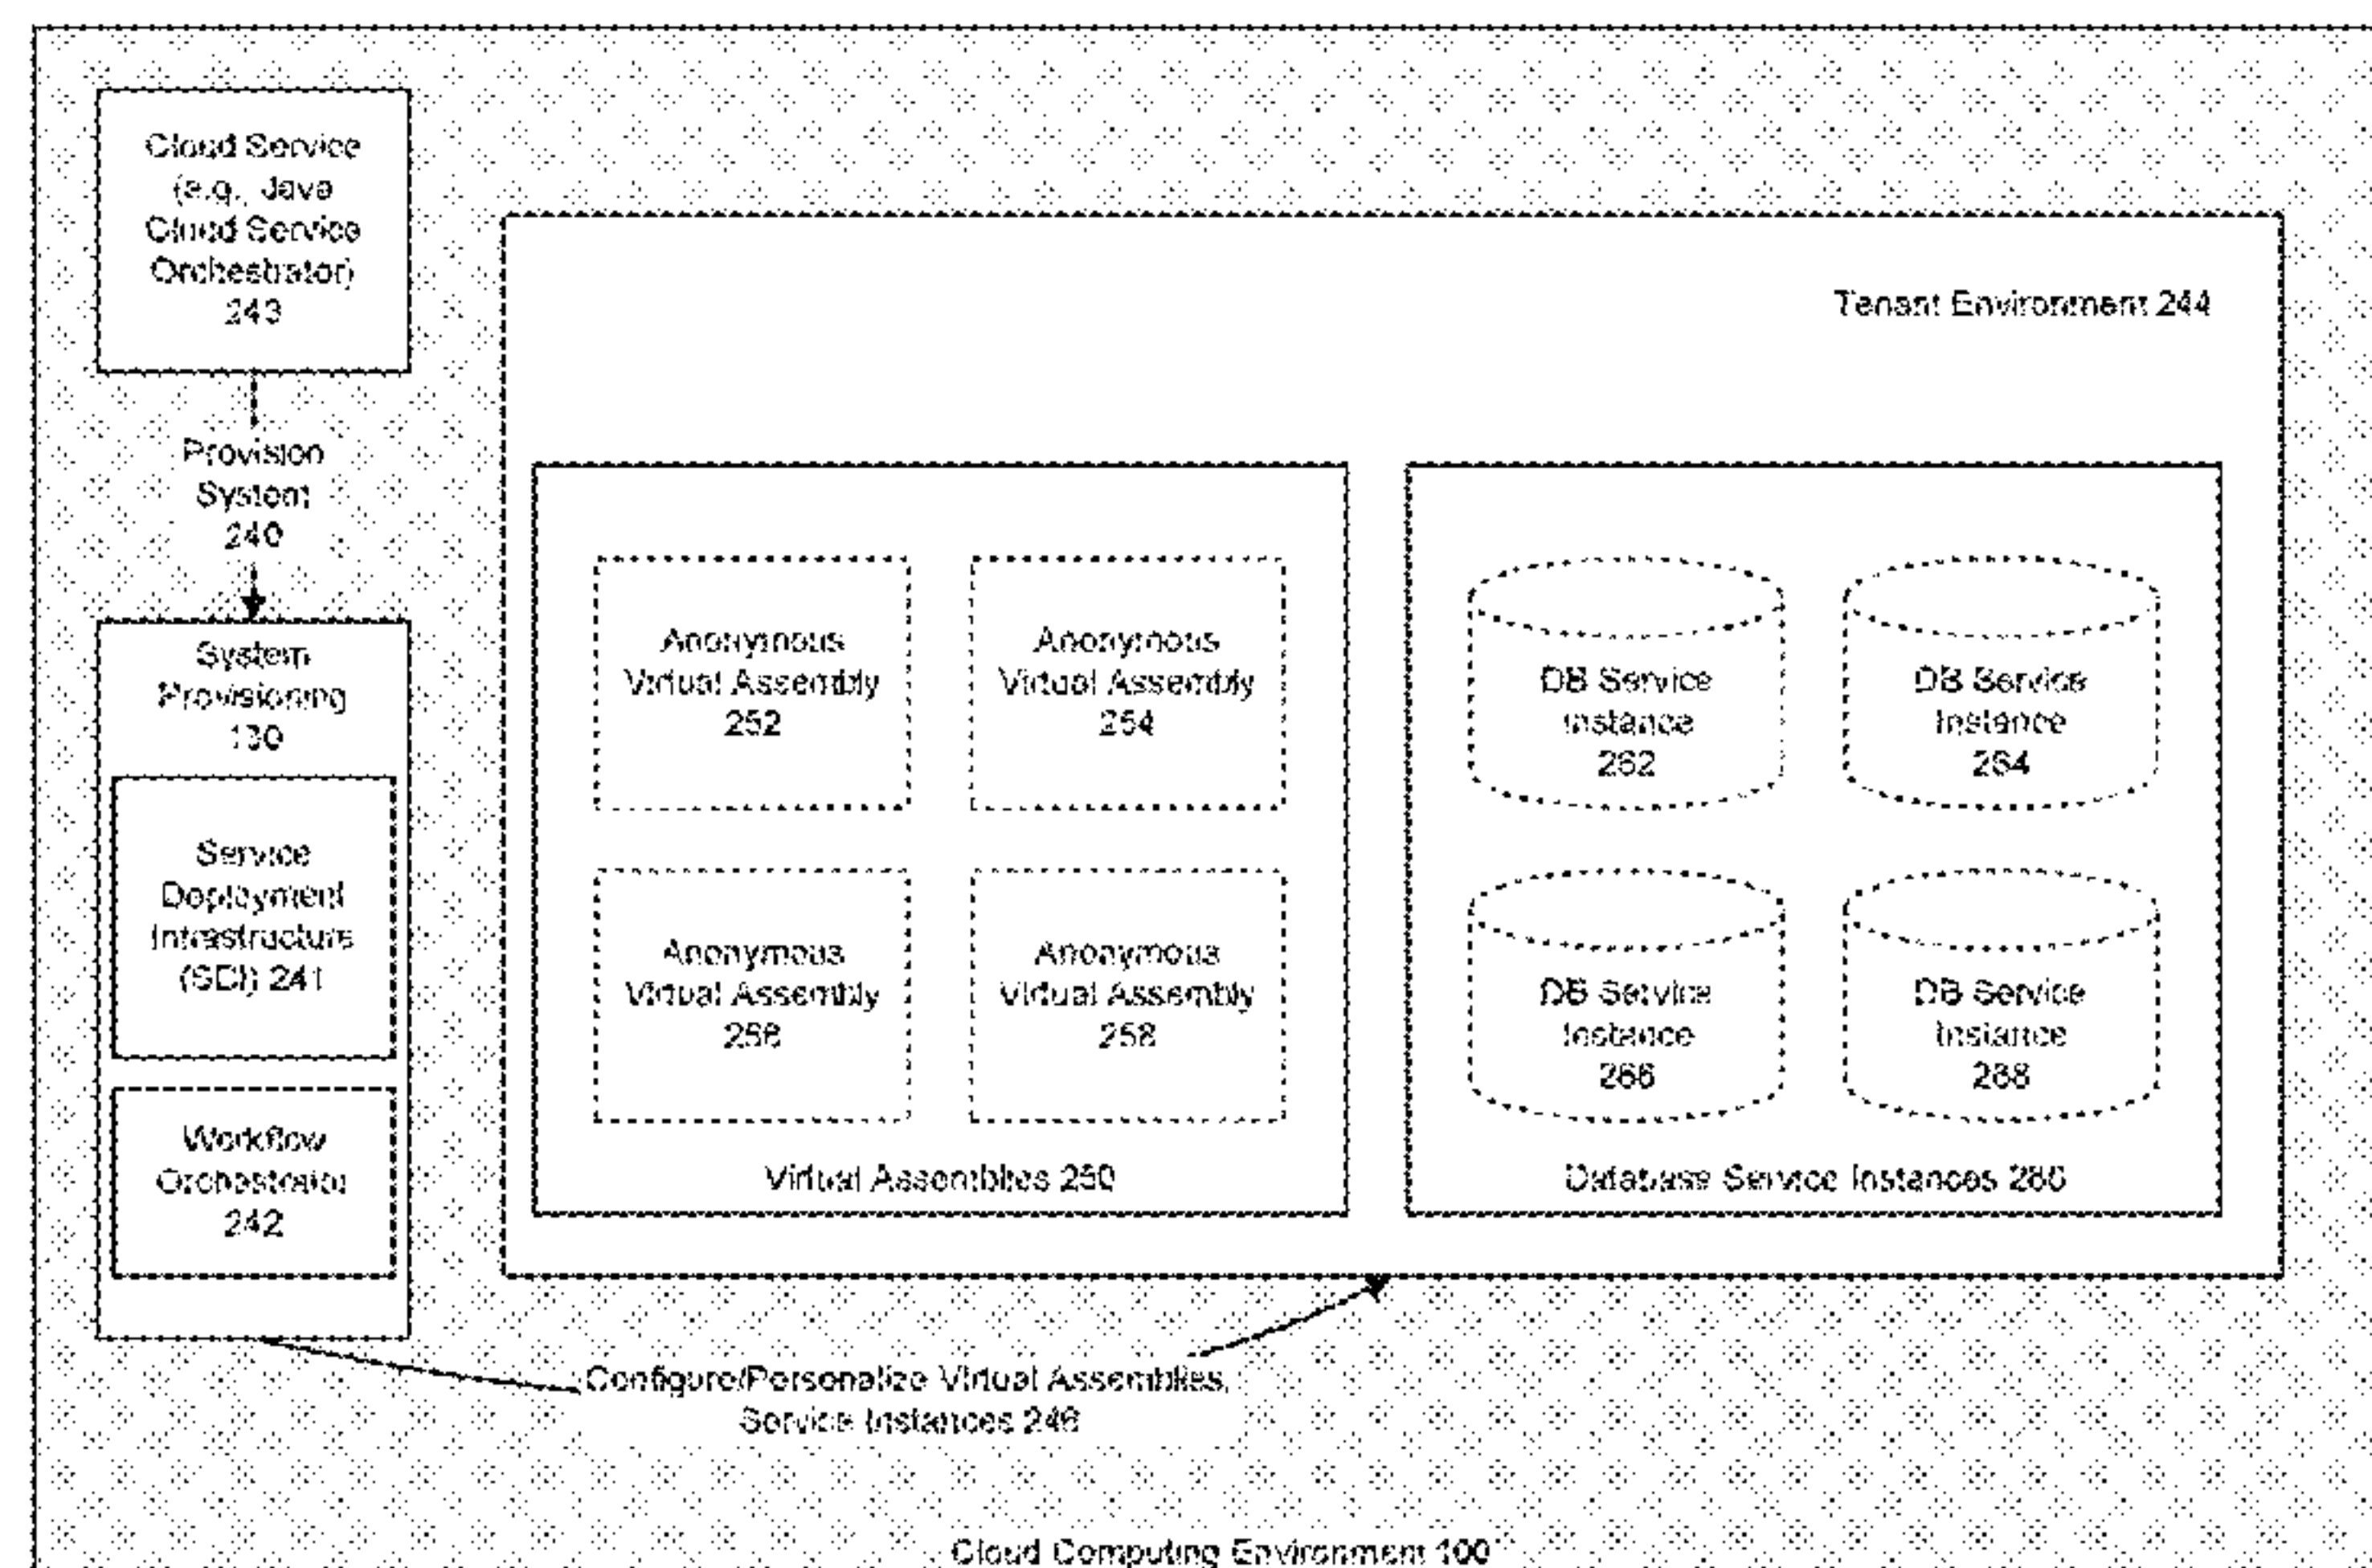 Cloud Service
(e.g., Java
Cloud Service
Orchestrator)
243
Provision
System
240
System
Provisioning
130
Service
Deployment
Infrastructure
(SDI) 241
Workflow
Orchestrator
242
Tenant Environment 244
Anonymous
Virtual Assembly
252
Anonymous
Virtual Assembly
254
Anonymous
Virtual Assembly
256
Anonymous
Virtual Assembly
258
Virtual Assemblies 250
DB Service
Instance
262
DB Service
Instance
264
DB Service
Instance
266
DB Service
Instance
268
Database Service Instances 260
Configure/Personalize Virtual Assemblies,
Service Instances 246
Cloud Computing Environment 100